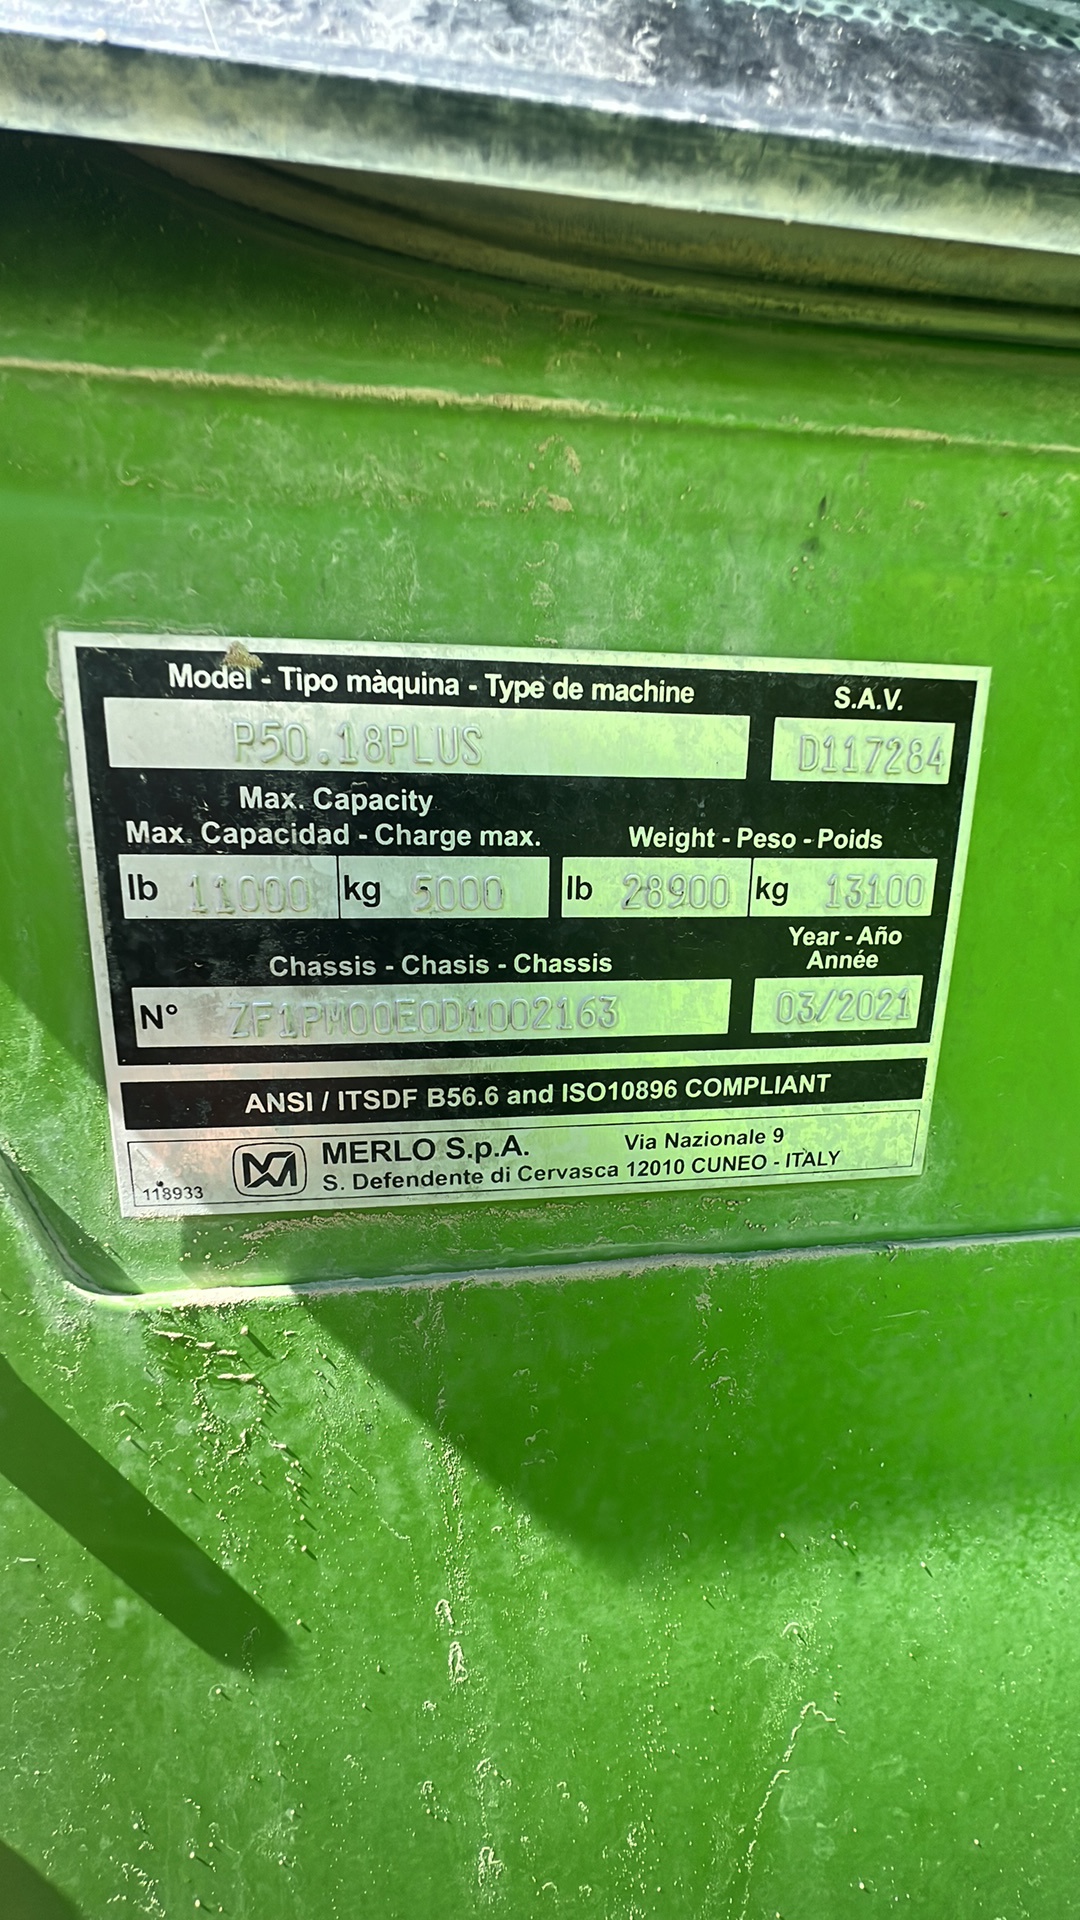 Model - Tipo màquina - Type de machine S.A.V.
R50.18PLUS D117284
Max. Capacity
Max. Capacidad - Charge max. Weight - Peso - Poids
lb 11000 kg 5000 lb 28900 kg 13100
Year - Año
Chassis - Chasis - Chassis Année
N° ZF1PM00E0D1002163 03/2021
ANSI / ITSDF B56.6 and ISO10896 COMPLIANT
MERLO S.p.A. Via Nazionale 9
118933 S. Defendente di Cervasca 12010 CUNEO - ITALY